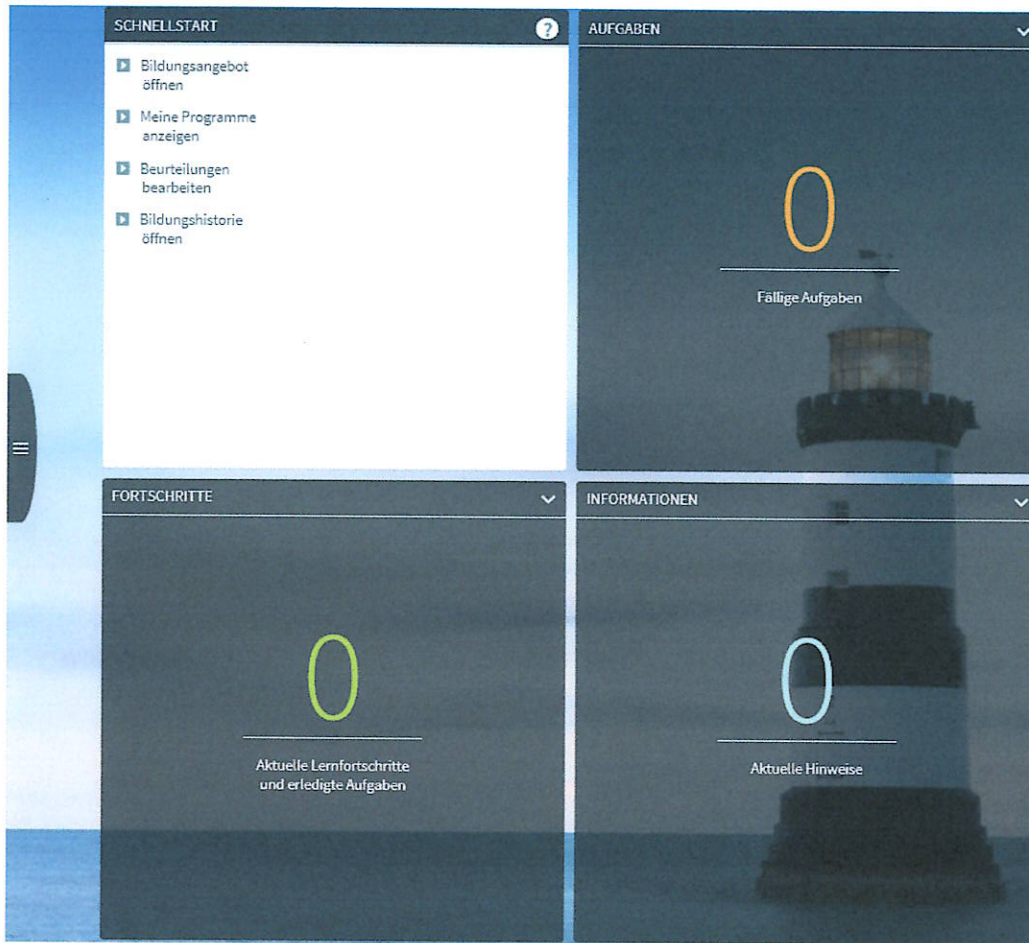 SCHNELLSTART
?
Bildungsangebot
öffnen
Meine Programme
anzeigen
Beurteilungen
bearbeiten
Bildungshistorie
öffnen
AUFGABEN
0
Fällige Aufgaben
FORTSCHRITTE
0
Aktuelle Lernfortschritte
und erledigte Aufgaben
INFORMATIONEN
0
Aktuelle Hinweise